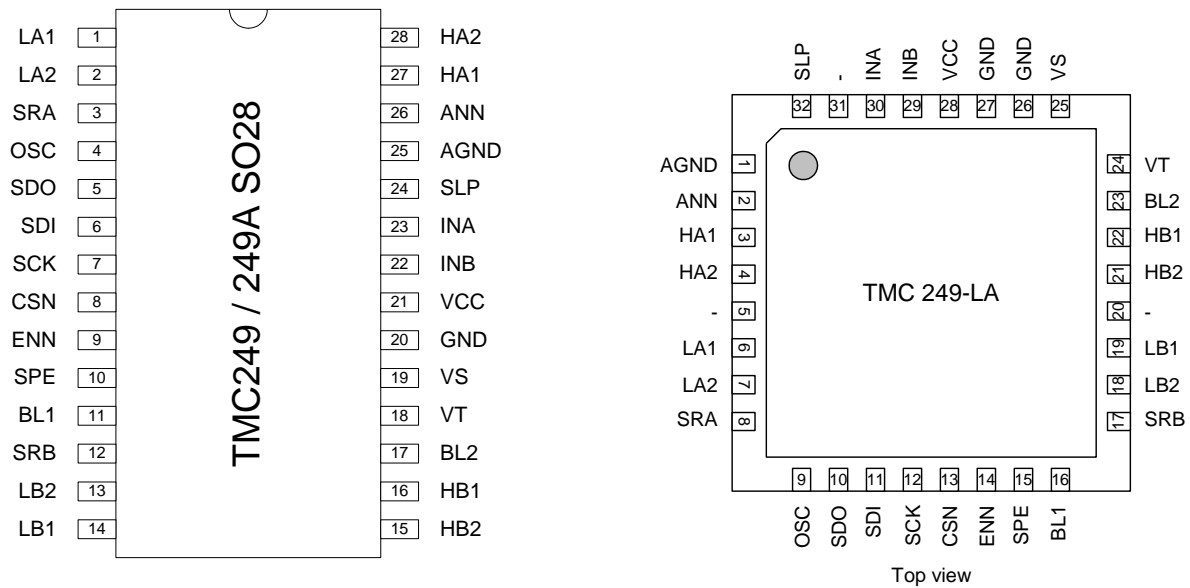 LA1 1 28 HA2
LA2 2 27 HA1
SRA 3 26 ANN
OSC 4 25 AGND
SDO 5 24 SLP
SDI 6 23 INA
SCK 7 22 INB
CSN 8 21 VCC
ENN 9 20 GND
SPE 10 19 VS
BL1 11 18 VT
SRB 12 17 BL2
LB2 13 16 HB1
LB1 14 15 HB2
TMC249 / 249A SO28
SLP - INA INB VCC GND GND VS
32 31 30 29 28 27 26 25
AGND 1 24 VT
ANN 2 23 BL2
HA1 3 22 HB1
HA2 4 21 HB2
- 5 20 -
LA1 6 19 LB1
LA2 7 18 LB2
SRA 8 17 SRB
TMC 249-LA
9 10 11 12 13 14 15 16
OSC SDO SDI SCK CSN ENN SPE BL1
Top view